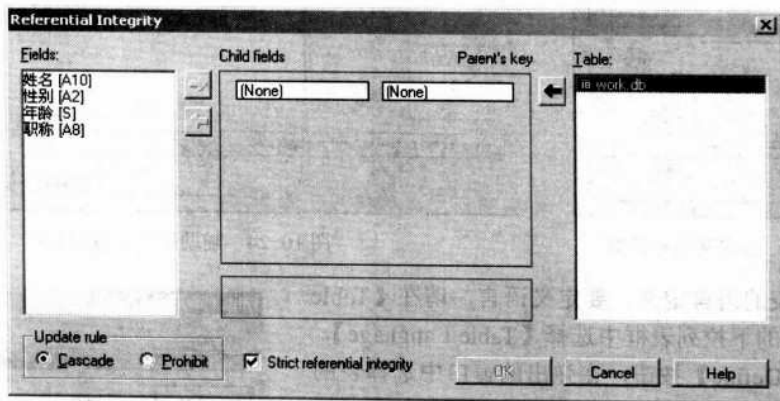 Referential Integrity
Fields:
姓名 [A10]
性别 [A2]
年龄 [S]
职称 [A8]
Child fields
Parent's key
(None)
(None)
Table:
work.db
Update rule
Cascade
Prohibit
Strict referential integrity
OK
Cancel
Help